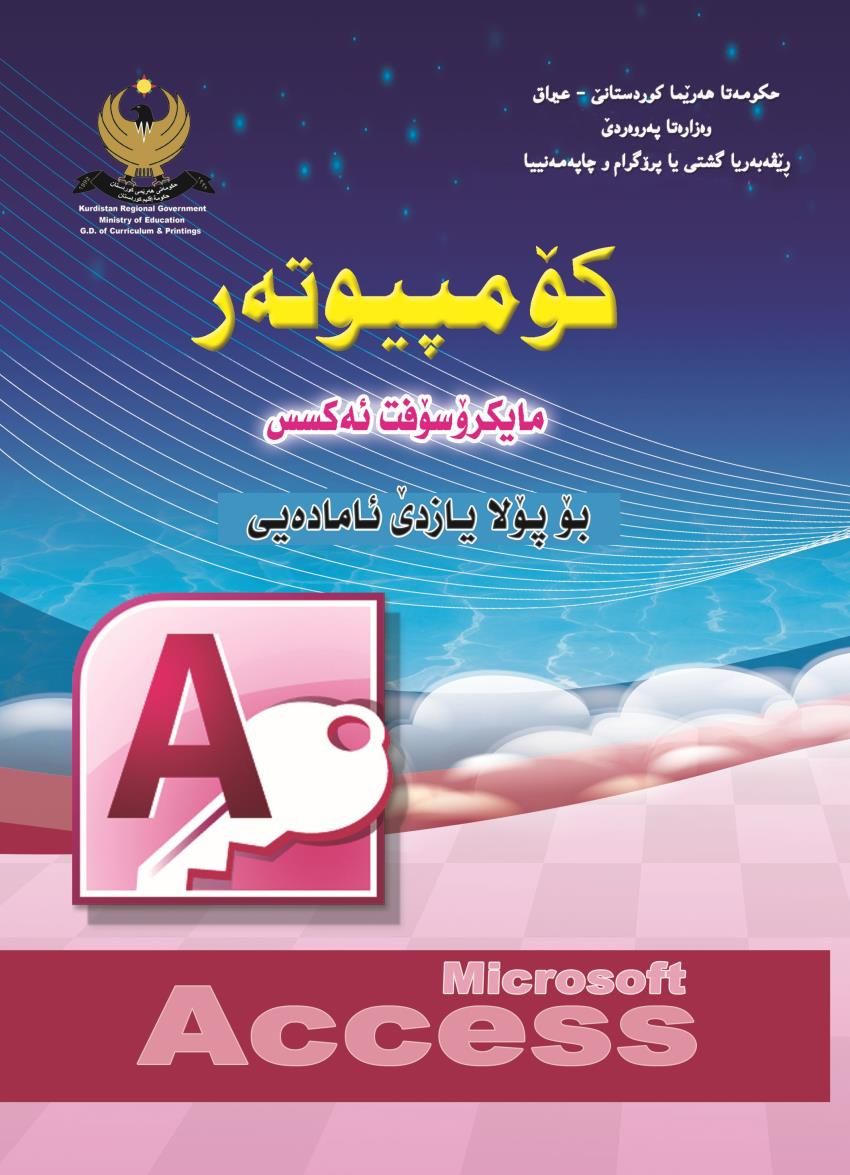 حکومەتا هەرێما کوردستانێ - عیراق
وەزارەتا پەروەردێ
ڕێڤەبەریا گشتی یا پرۆگرام و چاپەمەنییا
Kurdistan Regional Government
Ministry of Education
G.D. of Curriculum & Printings
کۆمپیوتەر
مایکرۆسۆفت ئەکسس
بۆ پۆلا یازدێ ئامادەیی
A
Microsoft
Access